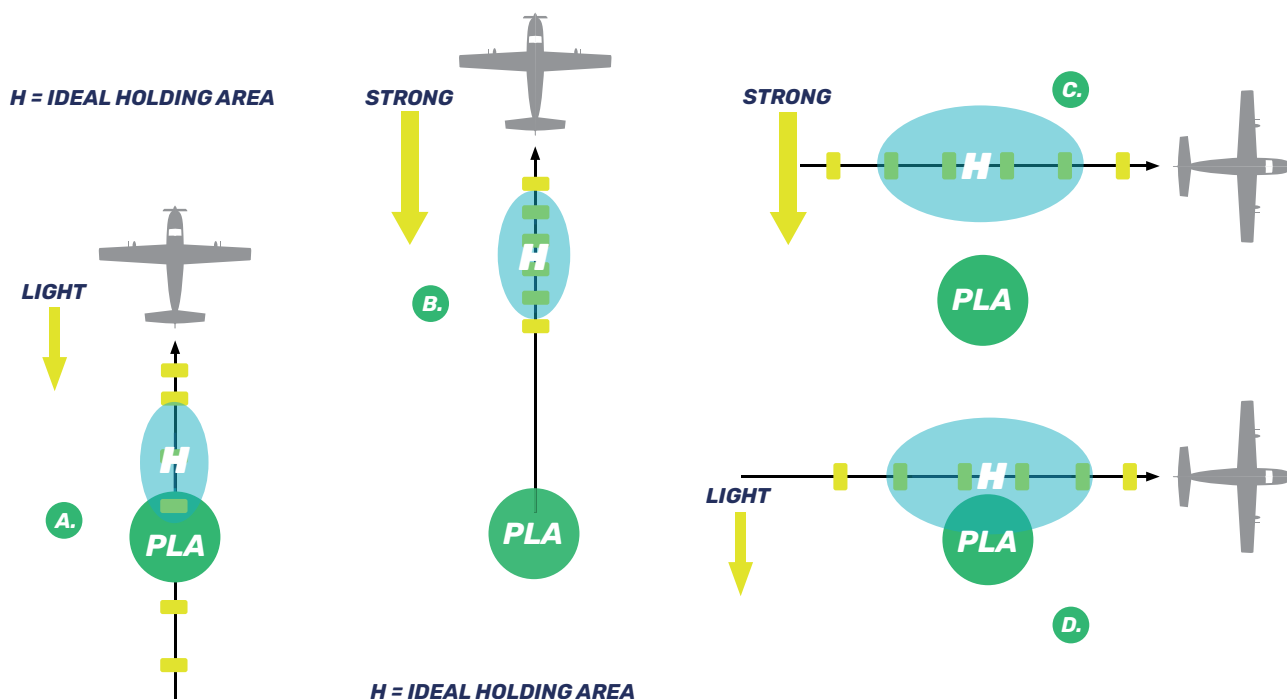 H = IDEAL HOLDING AREA
LIGHT
H
A.
PLA
STRONG
B.
H
PLA
H = IDEAL HOLDING AREA
STRONG
C.
H
PLA
LIGHT
H
PLA
D.